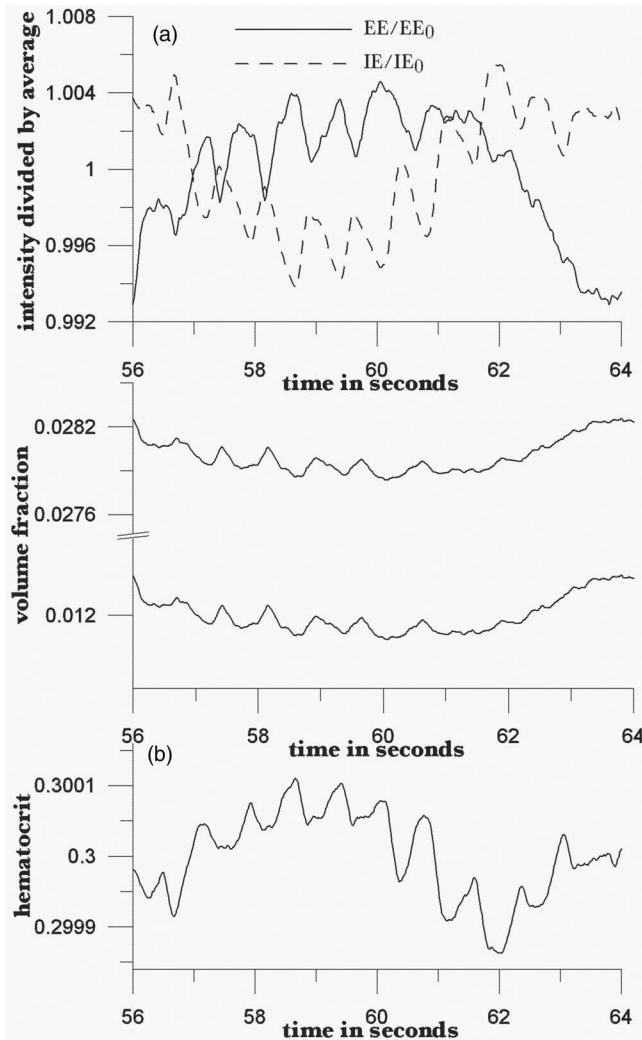 (a)
EE/EE0
IE/IE0
intensity divided by average
1.008
1.004
1
0.996
0.992
56 58 60 62 64
time in seconds
volume fraction
0.0282
0.0276
0.012
56 58 60 62 64
time in seconds
(b)
hematocrit
0.3001
0.3
0.2999
56 58 60 62 64
time in seconds